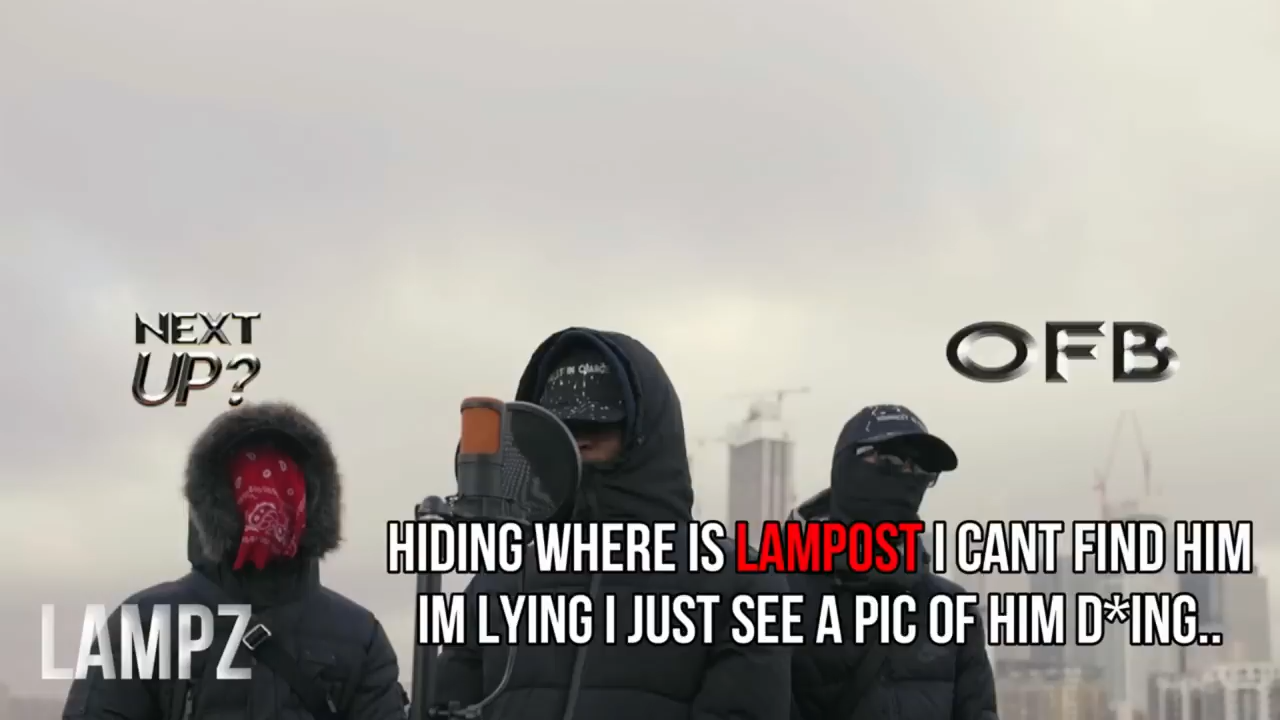 NEXT
UP?
OFB
HIDING WHERE IS LAMPOST I CANT FIND HIM
IM LYING I JUST SEE A PIC OF HIM D*ING..
LAMPZ